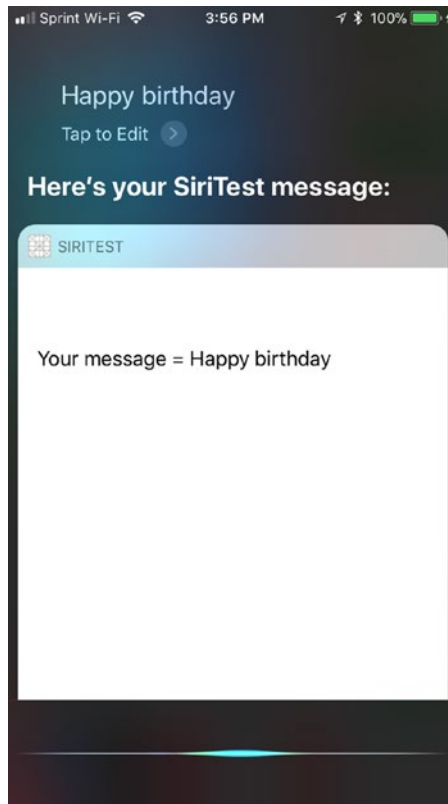 Sprint Wi-Fi 3:56 PM 100%
Happy birthday
Tap to Edit
Here's your SiriTest message:
SIRITEST
Your message = Happy birthday